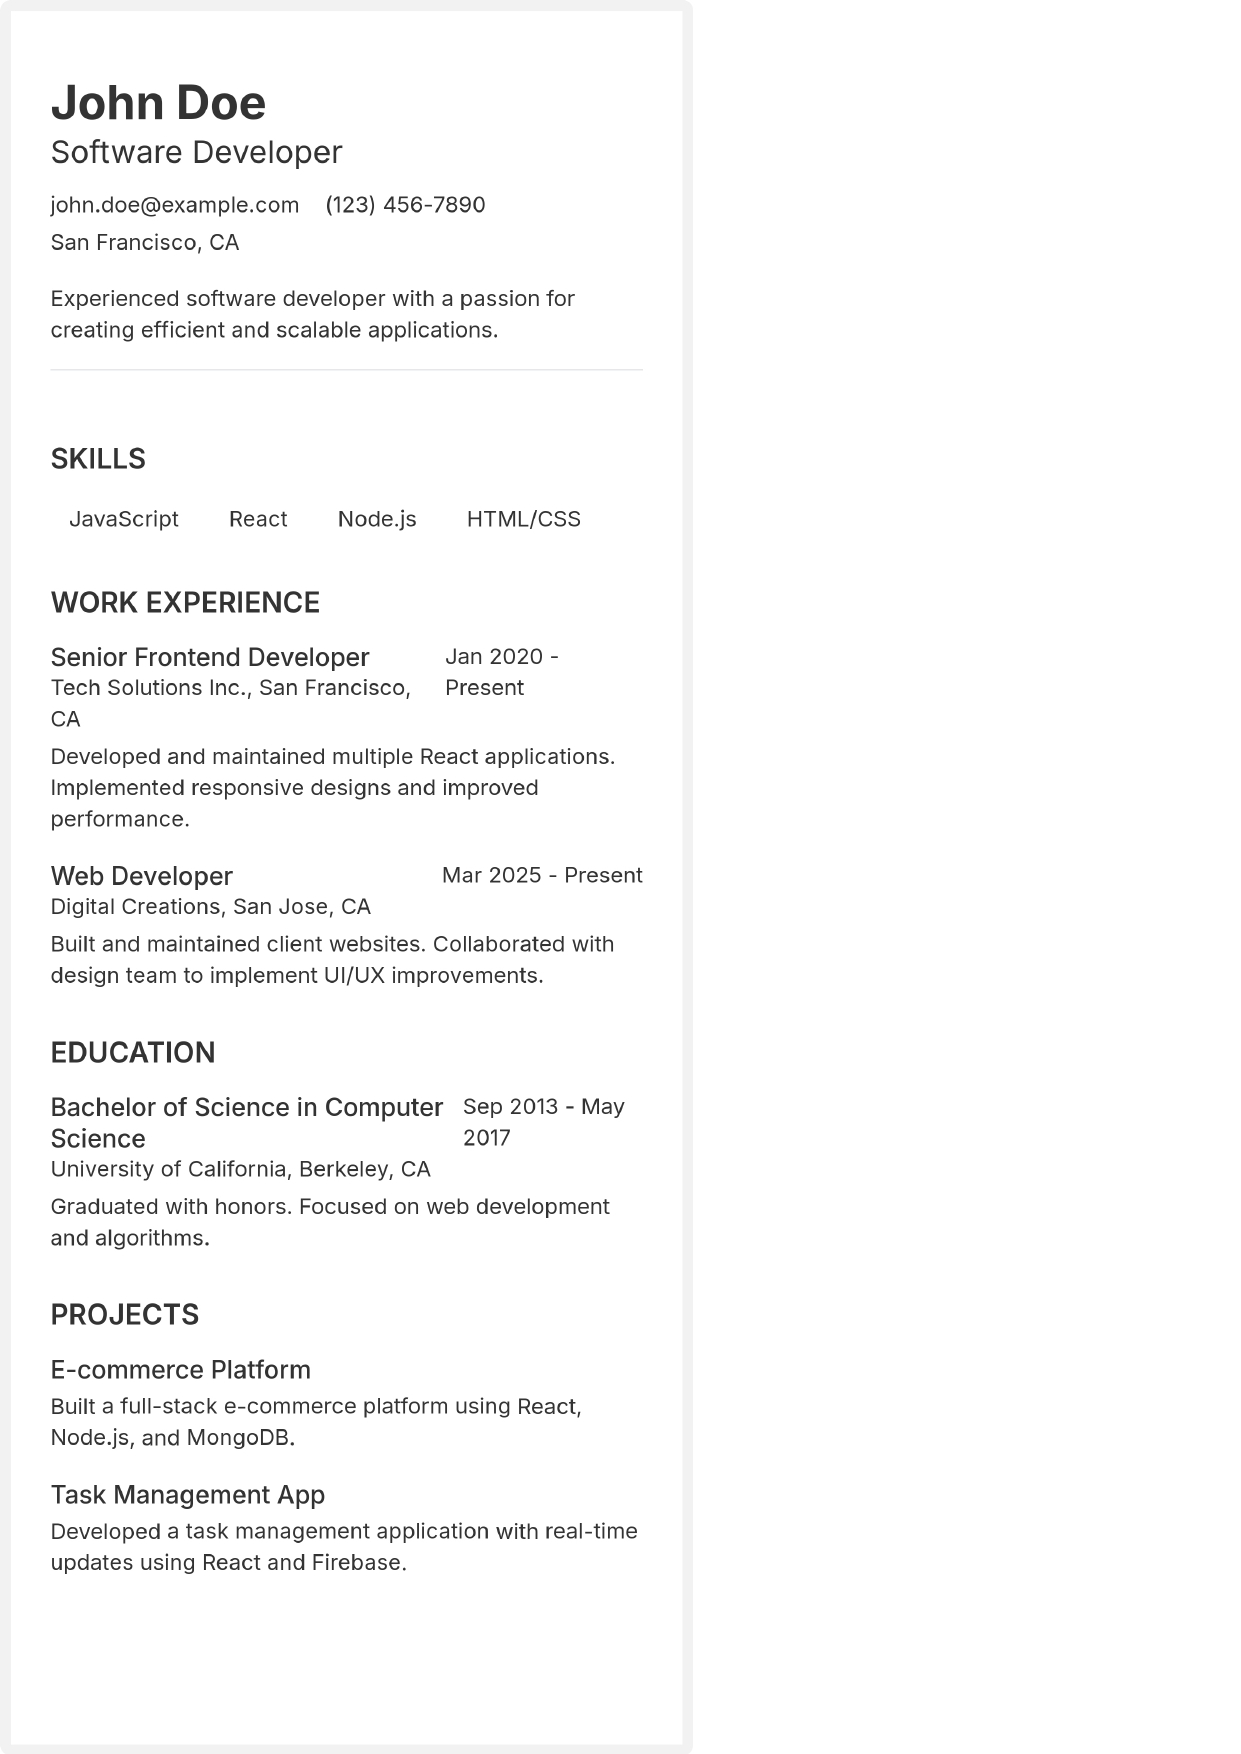 John Doe
Software Developer
john.doe@example.com (123) 456-7890
San Francisco, CA
Experienced software developer with a passion for
creating efficient and scalable applications.
SKILLS
JavaScript React Node.js HTML/CSS
WORK EXPERIENCE
Senior Frontend Developer Jan 2020 -
Tech Solutions Inc., San Francisco, Present
CA
Developed and maintained multiple React applications.
Implemented responsive designs and improved
performance.
Web Developer Mar 2025 - Present
Digital Creations, San Jose, CA
Built and maintained client websites. Collaborated with
design team to implement UI/UX improvements.
EDUCATION
Bachelor of Science in Computer Sep 2013 - May
Science 2017
University of California, Berkeley, CA
Graduated with honors. Focused on web development
and algorithms.
PROJECTS
E-commerce Platform
Built a full-stack e-commerce platform using React,
Node.js, and MongoDB.
Task Management App
Developed a task management application with real-time
updates using React and Firebase.